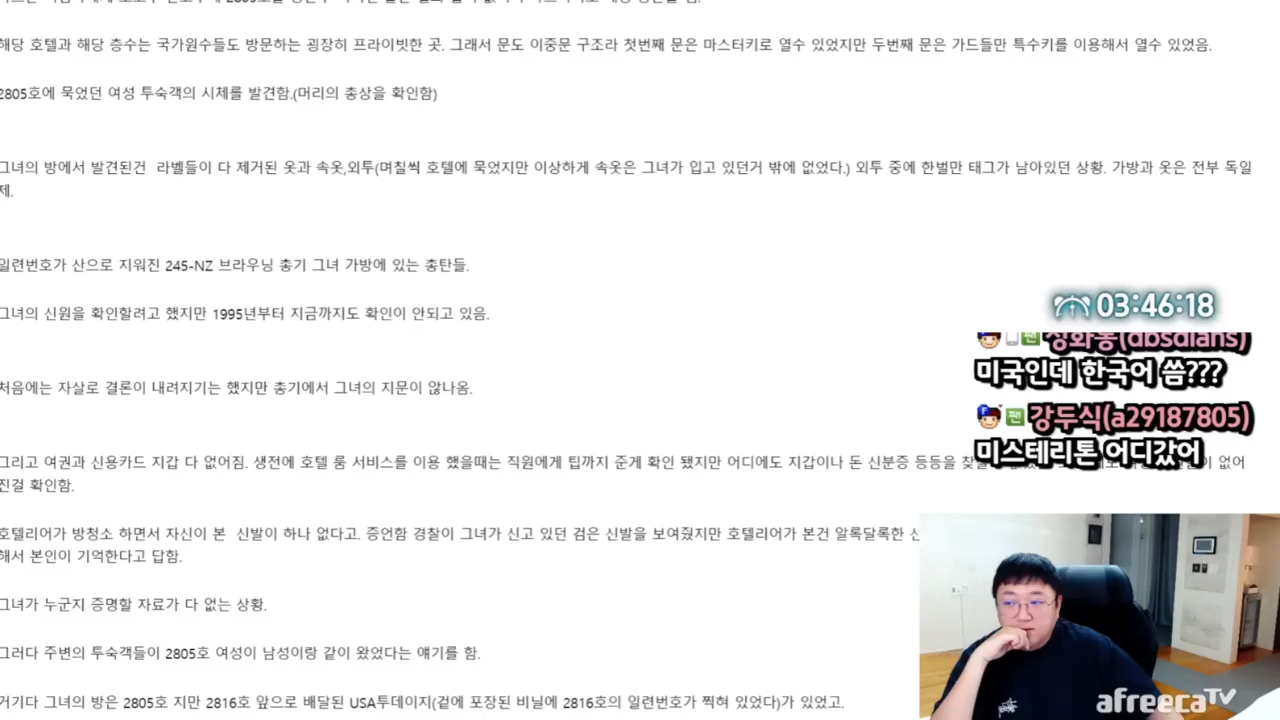 해당 호텔과 해당 층수는 국가원수들도 방문하는 굉장히 프라이빗한 곳. 그래서 문도 이중문 구조라 첫번째 문은 마스터키로 열수 있었지만 두번째 문은 가드들만 특수키를 이용해서 열수 있었음.
2805호에 묵었던 여성 투숙객의 시체를 발견함.(머리의 총상을 확인함)
그녀의 방에서 발견된건 라벨들이 다 제거된 옷과 속옷,외투(며칠씩 호텔에 묵었지만 이상하게 속옷은 그녀가 입고 있던거 밖에 없었다.) 외투 중에 한벌만 태그가 남아있던 상황. 가방과 옷은 전부 독일
제.
일련번호가 산으로 지워진 245-NZ 브라우닝 총기 그녀 가방에 있는 총탄들.
03:46:18
그녀의 신원을 확인할려고 했지만 1995년부터 지금까지도 확인이 안되고 있음.
정화동(dbsdlans)
미국인데 한국어 씀???
처음에는 자살로 결론이 내려지기는 했지만 총기에서 그녀의 지문이 않나옴.
강두식(a29187805)
미스테리톤 어디갔어
그리고 여권과 신용카드 지갑 다 없어짐. 생전에 호텔 룸 서비스를 이용 했을때는 직원에게 팁까지 준게 확인 됐지만 어디에도 지갑이나 돈 신분증 등등을 이 없어
진걸 확인함.
호텔리어가 방청소 하면서 자신이 본 신발이 하나 없다고. 증언함 경찰이 그녀가 신고 있던 검은 신발을 보여줬지만 호텔리어가 본건 알록달록한
해서 본인이 기억한다고 답함.
그녀가 누군지 증명할 자료가 다 없는 상황.
그러다 주변의 투숙객들이 2805호 여성이 남성이랑 같이 왔었다는 얘기를 함.
거기다 그녀의 방은 2805호 지만 2816호 앞으로 배달된 USA투데이지(겉에 포장된 비닐에 2816호의 일련번호가 찍혀 있었다)가 있었고.
afreecaTV